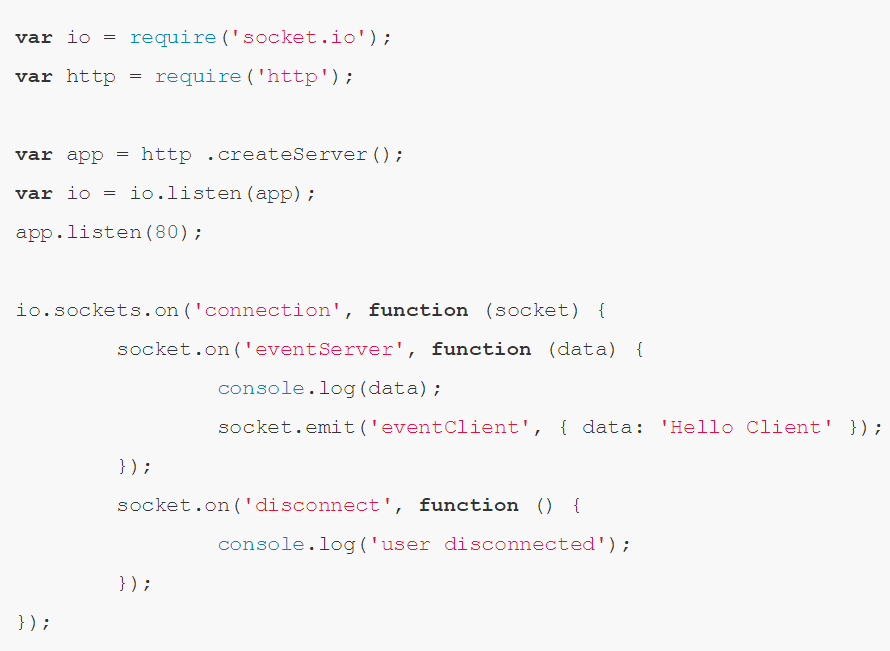 var io = require('socket.io');
var http = require('http');
var app = http .createServer();
var io = io.listen(app);
app.listen(80);
io.sockets.on('connection', function (socket) {
socket.on('eventServer', function (data) {
console.log(data);
socket.emit('eventClient', { data: 'Hello Client' });
});
socket.on('disconnect', function () {
console.log('user disconnected');
});
});